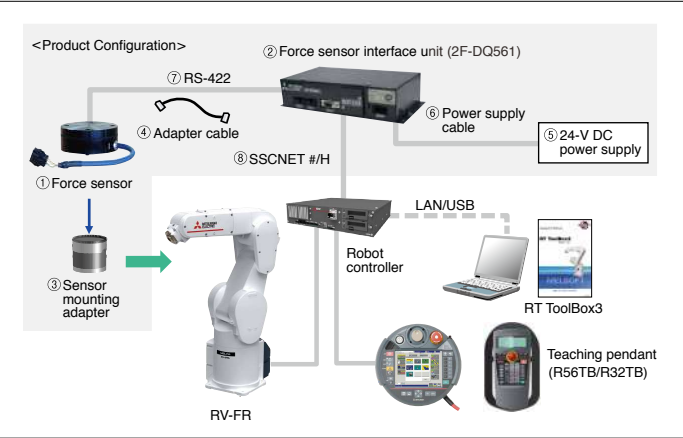 <Product Configuration>
② Force sensor interface unit (2F-DQ561)
⑦ RS-422
④ Adapter cable
⑥ Power supply
cable
⑤ 24-V DC
power supply
⑧ SSCNET #/H
① Force sensor
LAN/USB
③ Sensor
mounting
adapter
Robot
controller
RT ToolBox3
Teaching pendant
(R56TB/R32TB)
RV-FR